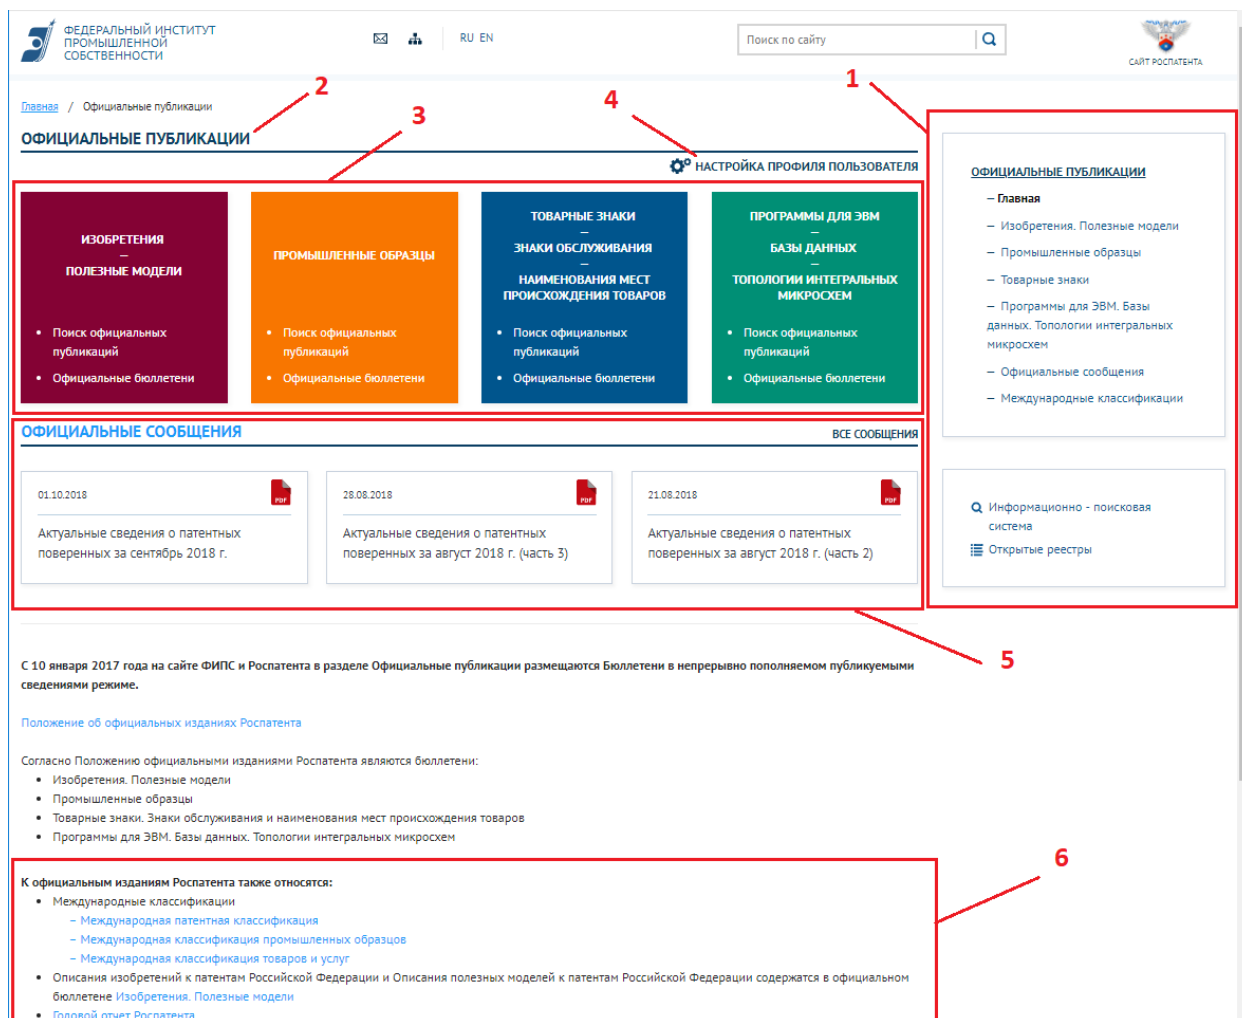 ФЕДЕРАЛЬНЫЙ ИНСТИТУТ
ПРОМЫШЛЕННОЙ
СОБСТВЕННОСТИ
RU EN
Поиск по сайту
САЙТ РОСПАТЕНТА
1
2
3
4
Главная / Официальные публикации
ОФИЦИАЛЬНЫЕ ПУБЛИКАЦИИ
НАСТРОЙКА ПРОФИЛЯ ПОЛЬЗОВАТЕЛЯ
ИЗОБРЕТЕНИЯ
–
ПОЛЕЗНЫЕ МОДЕЛИ
• Поиск официальных
публикаций
• Официальные бюллетени
ПРОМЫШЛЕННЫЕ ОБРАЗЦЫ
• Поиск официальных
публикаций
• Официальные бюллетени
ТОВАРНЫЕ ЗНАКИ
–
ЗНАКИ ОБСЛУЖИВАНИЯ
–
НАИМЕНОВАНИЯ МЕСТ
ПРОИСХОЖДЕНИЯ ТОВАРОВ
• Поиск официальных
публикаций
• Официальные бюллетени
ПРОГРАММЫ ДЛЯ ЭВМ
–
БАЗЫ ДАННЫХ
–
ТОПОЛОГИИ ИНТЕГРАЛЬНЫХ
МИКРОСХЕМ
• Поиск официальных
публикаций
• Официальные бюллетени
ОФИЦИАЛЬНЫЕ ПУБЛИКАЦИИ
– Главная
– Изобретения. Полезные модели
– Промышленные образцы
– Товарные знаки
– Программы для ЭВМ. Базы
данных. Топологии интегральных
микросхем
– Официальные сообщения
– Международные классификации
Информационно - поисковая
система
Открытые реестры
ОФИЦИАЛЬНЫЕ СООБЩЕНИЯ
ВСЕ СООБЩЕНИЯ
01.10.2018
PDF
Актуальные сведения о патентных
поверенных за сентябрь 2018 г.
28.08.2018
PDF
Актуальные сведения о патентных
поверенных за август 2018 г. (часть 3)
21.08.2018
PDF
Актуальные сведения о патентных
поверенных за август 2018 г. (часть 2)
5
С 10 января 2017 года на сайте ФИПС и Роспатента в разделе Официальные публикации размещаются Бюллетени в непрерывно пополняемом публикуемыми
сведениями режиме.
Положение об официальных изданиях Роспатента
Согласно Положению официальными изданиями Роспатента являются бюллетени:
• Изобретения. Полезные модели
• Промышленные образцы
• Товарные знаки. Знаки обслуживания и наименования мест происхождения товаров
• Программы для ЭВМ. Базы данных. Топологии интегральных микросхем
6
К официальным изданиям Роспатента также относятся:
• Международные классификации
– Международная патентная классификация
– Международная классификация промышленных образцов
– Международная классификация товаров и услуг
• Описания изобретений к патентам Российской Федерации и Описания полезных моделей к патентам Российской Федерации содержатся в официальном
бюллетене Изобретения. Полезные модели
• Годовой отчет Роспатента